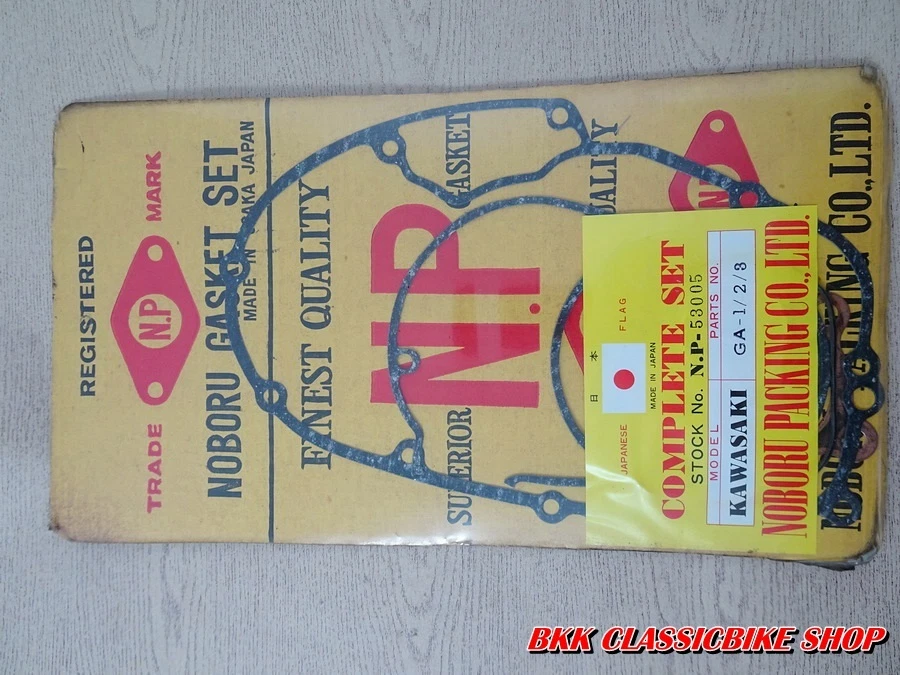 REGISTERED
TRADE MARK
N.P
NOBORU GASKET SET
MADE IN OSAKA JAPAN
FINEST QUALITY
N.P
SUPERIOR GASKET QUALITY
N.P
NOBORU PACKING CO.,LTD.
日本
JAPANESE FLAG
MADE IN JAPAN
COMPLETE SET
STOCK No. N.P-53005
MODEL PARTS NO.
KAWASAKI GA-1/2/3
NOBORU PACKING CO.,LTD.
BKK CLASSICBIKE SHOP